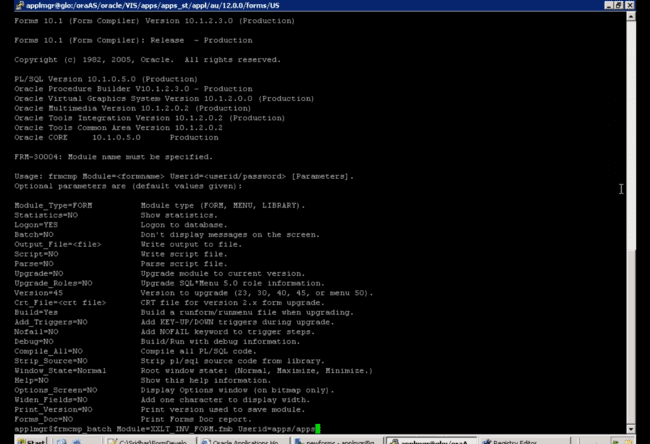 applmgr@glo:/oraAS/oracle/VIS/apps/apps_st/appl/au/12.0.0/forms/US
Forms 10.1 (Form Compiler) Version 10.1.2.3.0 (Production)
Forms 10.1 (Form Compiler): Release - Production
Copyright (c) 1982, 2005, Oracle. All rights reserved.
PL/SQL Version 10.1.0.5.0 (Production)
Oracle Procedure Builder V10.1.2.3.0 - Production
Oracle Virtual Graphics System Version 10.1.2.0.0 (Production)
Oracle Multimedia Version 10.1.2.0.2 (Production)
Oracle Tools Integration Version 10.1.2.0.2 (Production)
Oracle Tools Common Area Version 10.1.2.0.2
Oracle CORE 10.1.0.5.0 Production
FRM-30004: Module name must be specified.
Usage: frmcmp Module=<formname> Userid=<userid/password> [Parameters].
Optional parameters are (default values given):
Module_Type=FORM Module type (FORM, MENU, LIBRARY).
Statistics=NO Show statistics.
Logon=YES Logon to database.
Batch=NO Don't display messages on the screen.
Output_File=<file> Write output to file.
Script=NO Write script file.
Parse=NO Parse script file.
Upgrade=NO Upgrade module to current version.
Upgrade_Roles=NO Upgrade SQL*Menu 5.0 role information.
Version=45 Version to upgrade (23, 30, 40, 45, or menu 50).
Crt_File=<crt file> CRT file for version 2.x form upgrade.
Build=Yes Build a runform/runmenu file when upgrading.
Add_Triggers=NO Add KEY-UP/DOWN triggers during upgrade.
Nofail=NO Add NOFAIL keyword to trigger steps.
Debug=NO Build/Run with debug information.
Compile_All=NO Compile all PL/SQL code.
Strip_Source=NO Strip pl/sql source code from library.
Window_State=Normal Root window state: (Normal, Maximize, Minimize.)
Help=NO Show this help information.
Options_Screen=NO Display Options window (on bitmap only).
Widen_Fields=NO Add one character to display width.
Print_Version=NO Print version used to save module.
Forms_Doc=NO Print Forms Doc report.
applmgr$frmcmp_batch Module=XXLT_INV_FORM.fmb Userid=apps/apps
Start